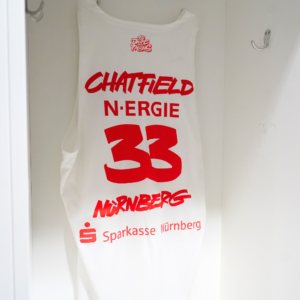 CHATFIELD
N·ERGIE
33
NÜRNBERG
Sparkasse Nürnberg